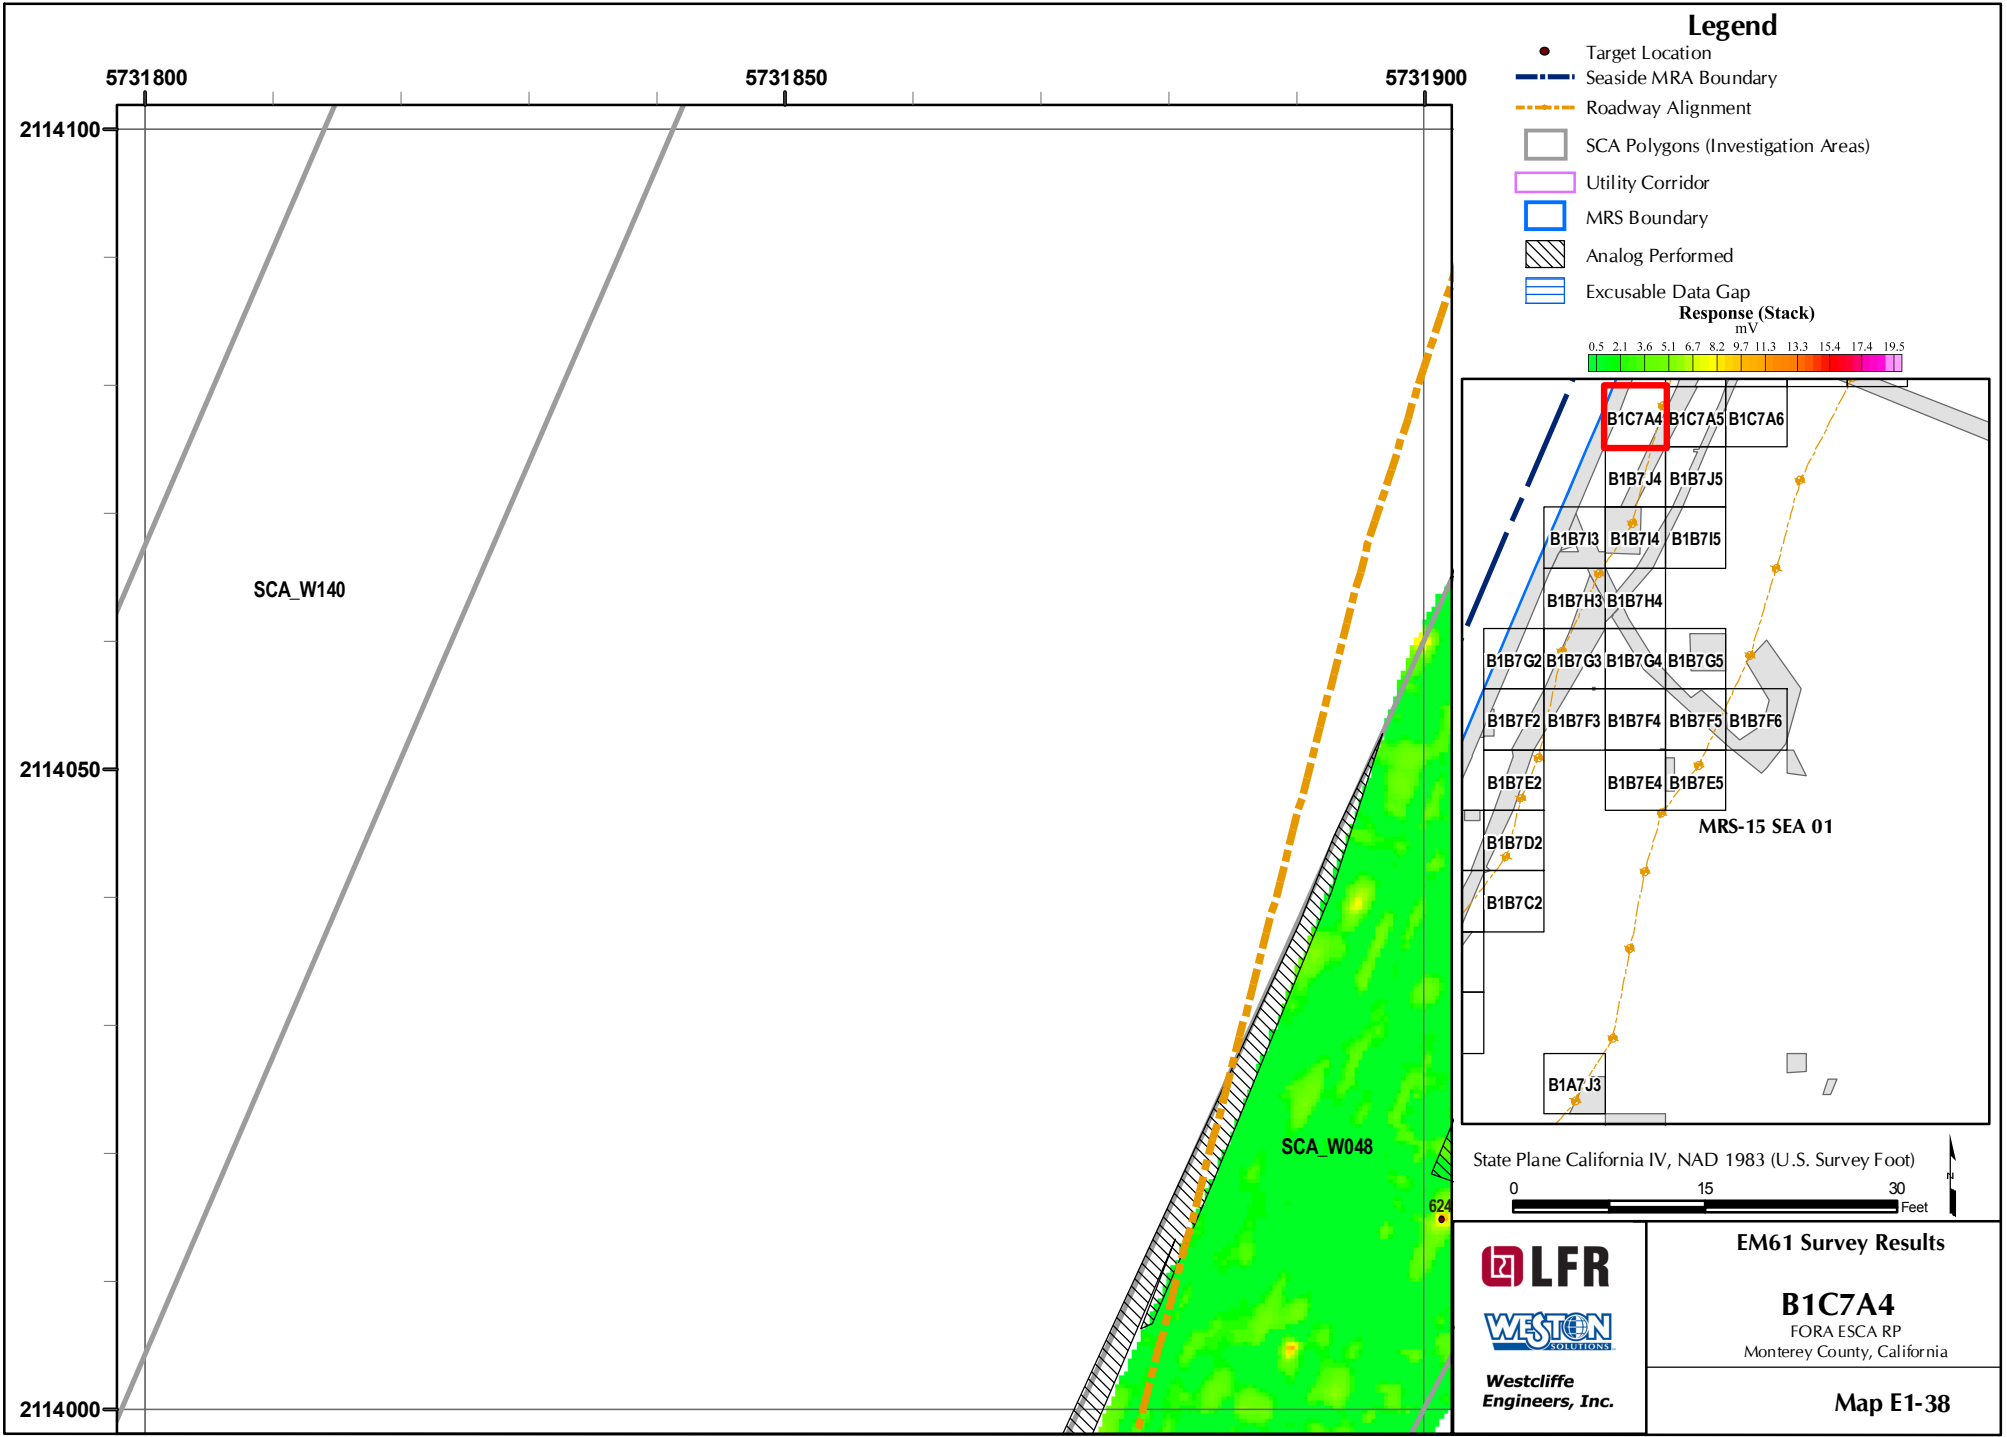 5731800
5731850
5731900
2114100
2114050
2114000
SCA_W140
SCA_W048
624
Legend
Target Location
Seaside MRA Boundary
Roadway Alignment
SCA Polygons (Investigation Areas)
Utility Corridor
MRS Boundary
Analog Performed
Excusable Data Gap
Response (Stack)
mV
0.5 2.1 3.6 5.1 6.7 8.2 9.7 11.3 13.3 15.4 17.4 19.5
B1C7A4 B1C7A5 B1C7A6
B1B7J4 B1B7J5
B1B7I3 B1B7I4 B1B7I5
B1B7H3 B1B7H4
B1B7G2 B1B7G3 B1B7G4 B1B7G5
B1B7F2 B1B7F3 B1B7F4 B1B7F5 B1B7F6
B1B7E2 B1B7E4 B1B7E5
MRS-15 SEA 01
B1B7D2
B1B7C2
B1A7J3
State Plane California IV, NAD 1983 (U.S. Survey Foot)
0 15 30
Feet
N
LFR
WESTON
SOLUTIONS
Westcliffe
Engineers, Inc.
EM61 Survey Results
B1C7A4
FORA ESCA RP
Monterey County, California
Map E1-38